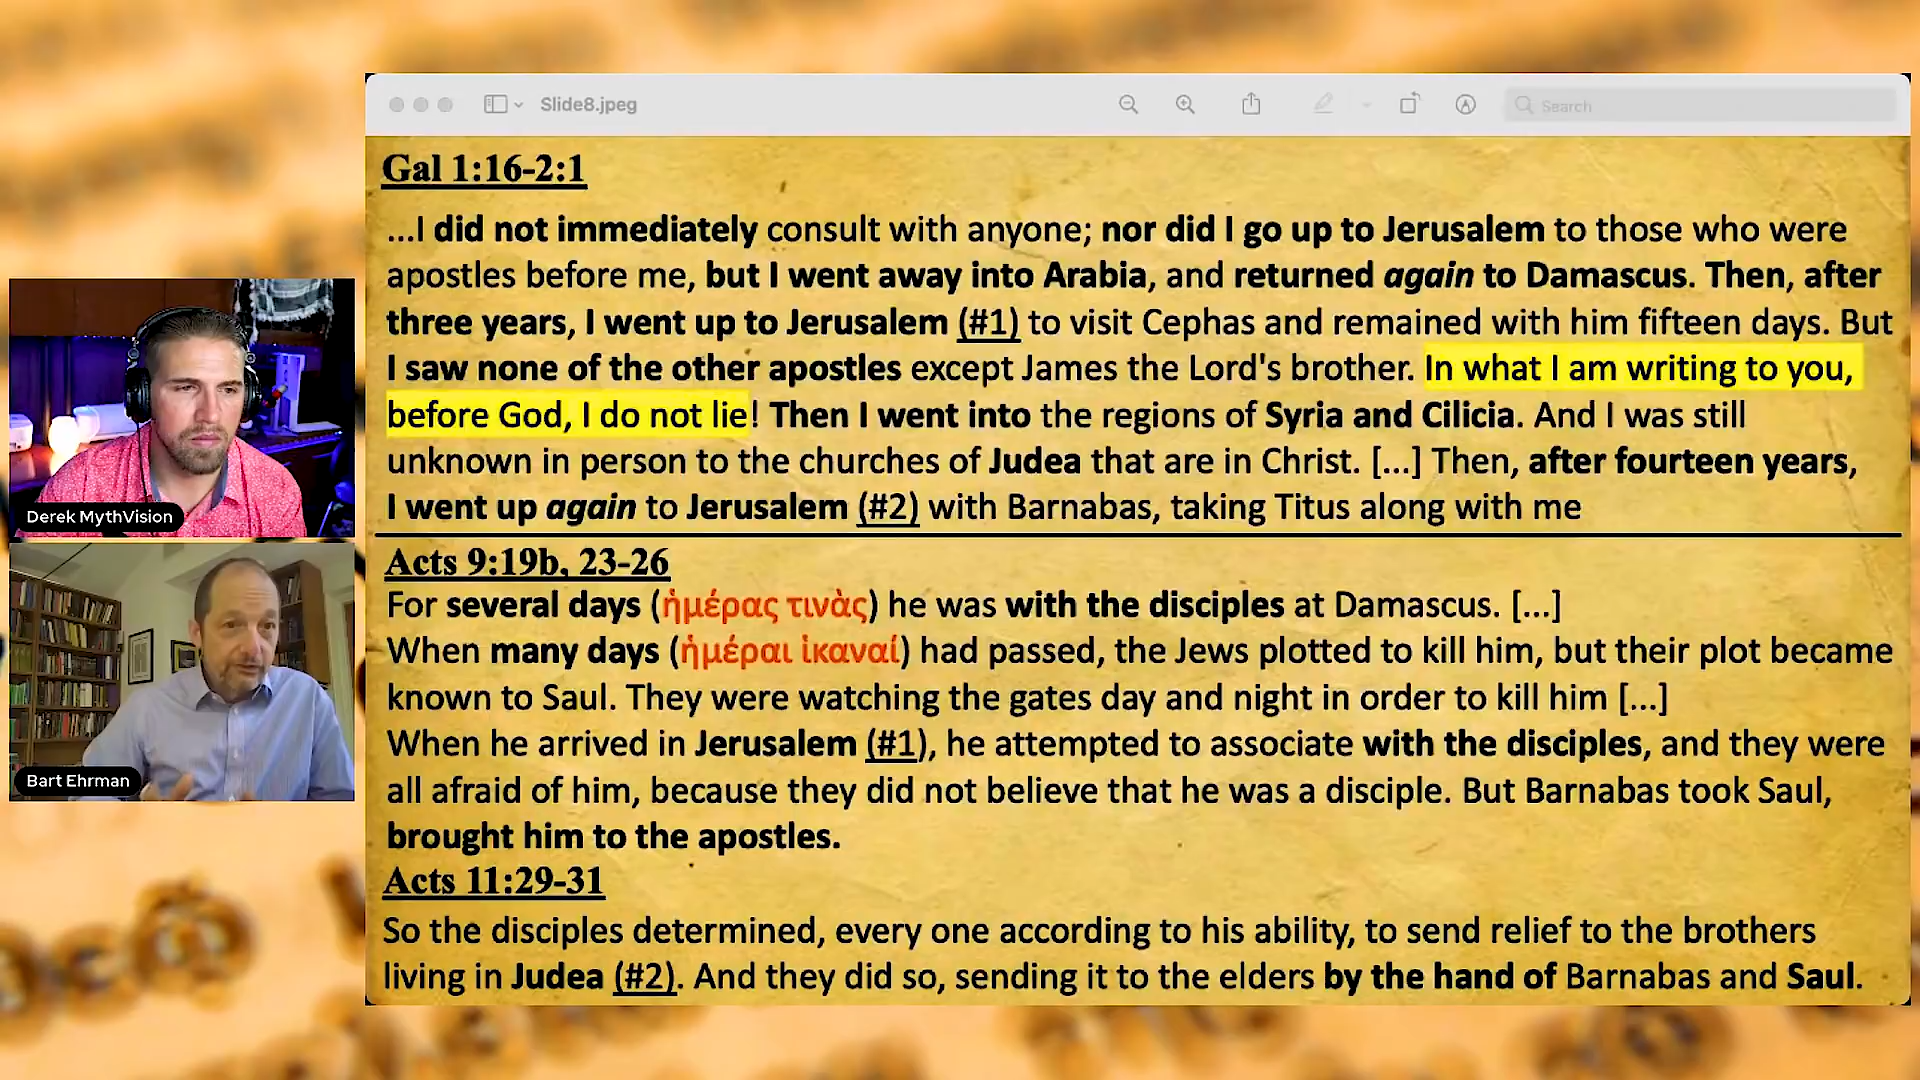 Slide8.jpeg
Search
Gal 1:16-2:1
...I did not immediately consult with anyone; nor did I go up to Jerusalem to those who were
apostles before me, but I went away into Arabia, and returned again to Damascus. Then, after
three years, I went up to Jerusalem (#1) to visit Cephas and remained with him fifteen days. But
I saw none of the other apostles except James the Lord's brother. In what I am writing to you,
before God, I do not lie! Then I went into the regions of Syria and Cilicia. And I was still
unknown in person to the churches of Judea that are in Christ. [...] Then, after fourteen years,
I went up again to Jerusalem (#2) with Barnabas, taking Titus along with me
Acts 9:19b, 23-26
For several days (ἡμέρας τινὰς) he was with the disciples at Damascus. [...]
When many days (ἡμέραι ἱκαναί) had passed, the Jews plotted to kill him, but their plot became
known to Saul. They were watching the gates day and night in order to kill him [...]
When he arrived in Jerusalem (#1), he attempted to associate with the disciples, and they were
all afraid of him, because they did not believe that he was a disciple. But Barnabas took Saul,
brought him to the apostles.
Acts 11:29-31
So the disciples determined, every one according to his ability, to send relief to the brothers
living in Judea (#2). And they did so, sending it to the elders by the hand of Barnabas and Saul.
Derek MythVision
Bart Ehrman